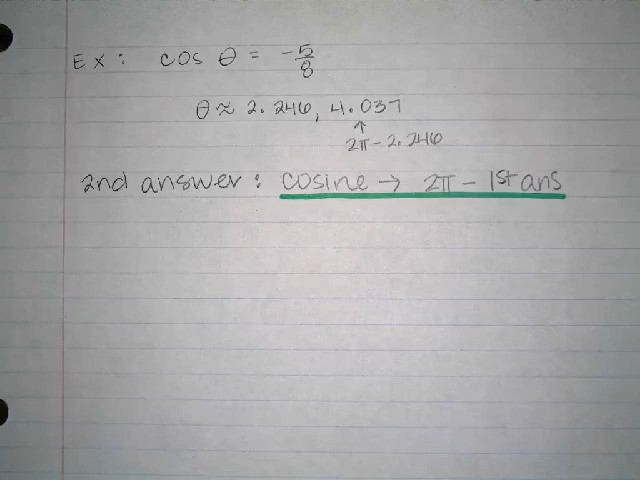 Ex: cos θ = -5/8
θ ≈ 2.246, 4.037
↑
2π - 2.246
2nd answer: cosine → 2π - 1st ans